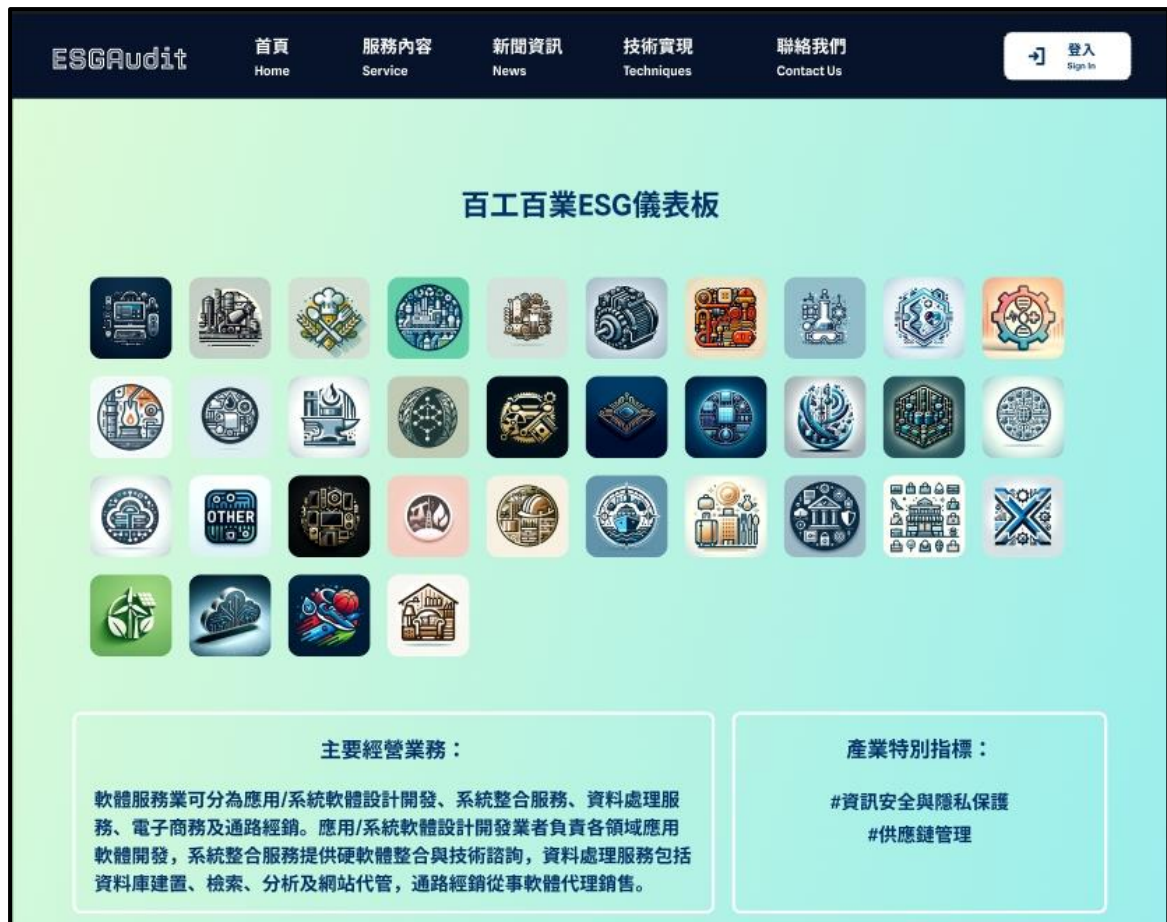 ESGAudit
首頁
Home
服務內容
Service
新聞資訊
News
技術實現
Techniques
聯絡我們
Contact Us
登入
Sign In
百工百業ESG儀表板
OTHER
主要經營業務：
軟體服務業可分為應用/系統軟體設計開發、系統整合服務、資料處理服
務、電子商務及通路經銷。應用/系統軟體設計開發業者負責各領域應用
軟體開發，系統整合服務提供硬軟體整合與技術諮詢，資料處理服務包括
資料庫建置、檢索、分析及網站代管，通路經銷從事軟體代理銷售。
產業特別指標：
#資訊安全與隱私保護
#供應鏈管理